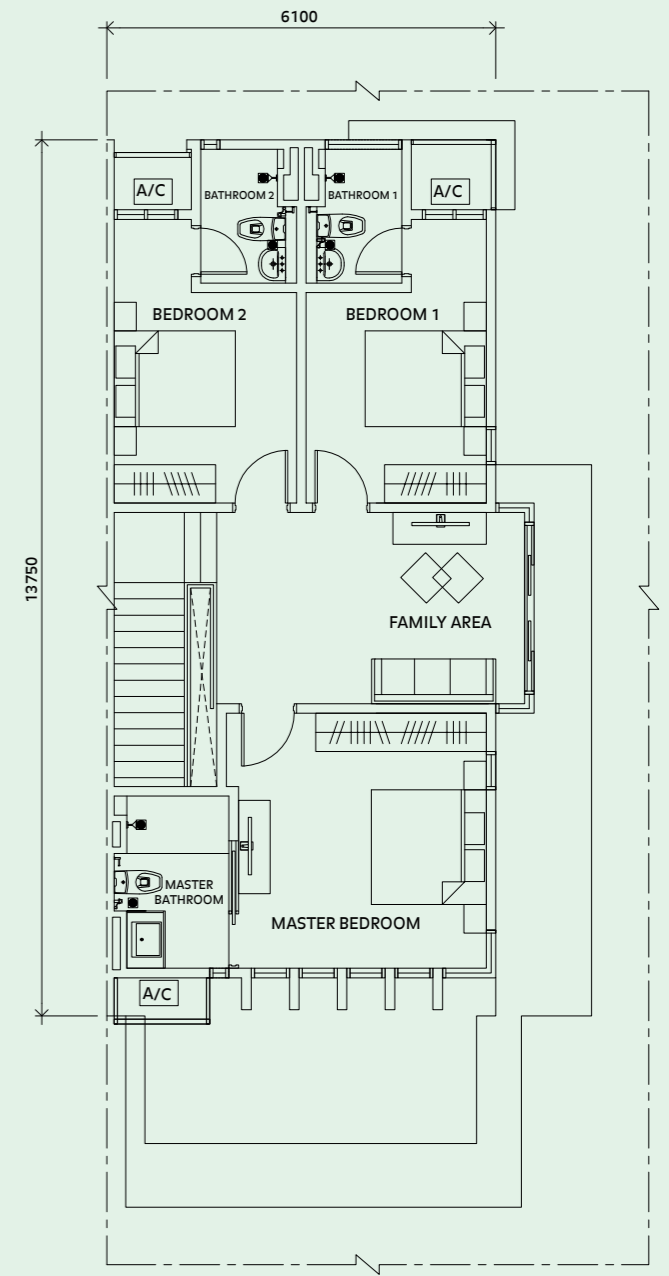 6100
A/C
BATHROOM 2
BATHROOM 1
A/C
BEDROOM 2
BEDROOM 1
13750
FAMILY AREA
MASTER
BATHROOM
MASTER BEDROOM
A/C